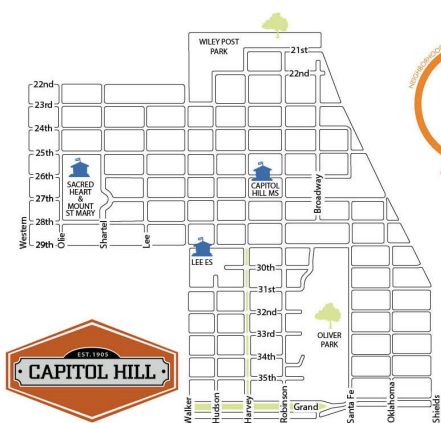 WILEY POST
PARK
21st
22nd
22nd
23rd
24th
25th
26th
27th
28th
29th
SACRED
HEART
&
MOUNT
ST MARY
CAPITOL
HILL MS
LEE ES
30th
31st
32nd
33rd
34th
35th
OLIVER
PARK
Grand
Western
Olie
Shartel
Lee
Broadway
Walker
Hudson
Harvey
Robinson
Santa Fe
Oklahoma
Shields
NEIGHBORHOOD
EST. 1905
CAPITOL HILL